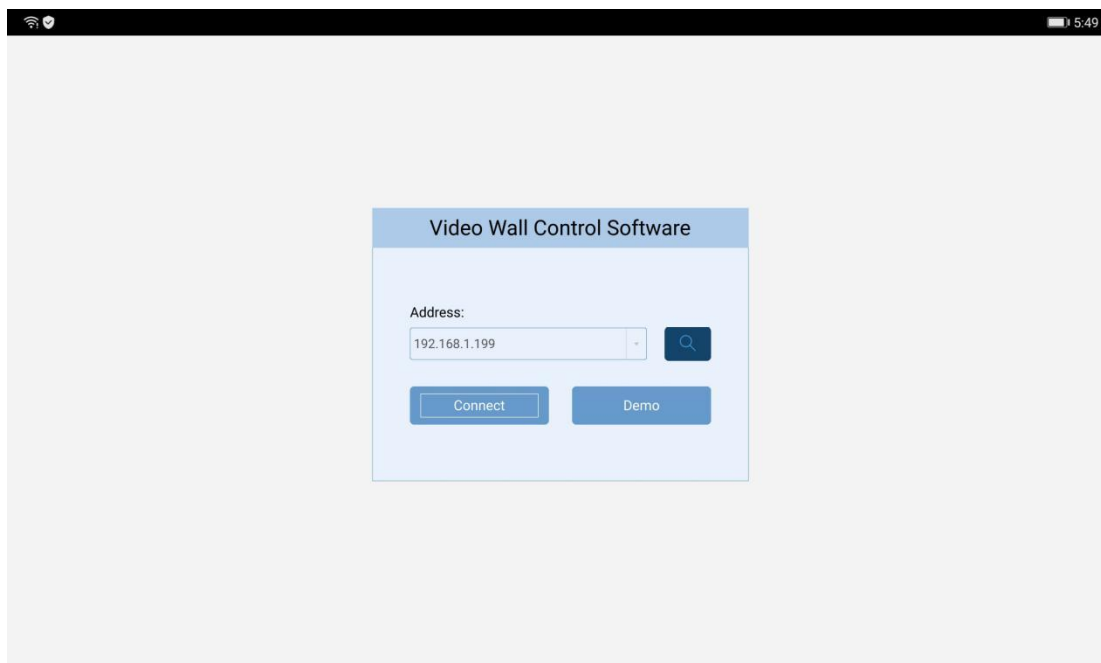 5:49
Video Wall Control Software
Address:
192.168.1.199
Connect
Demo